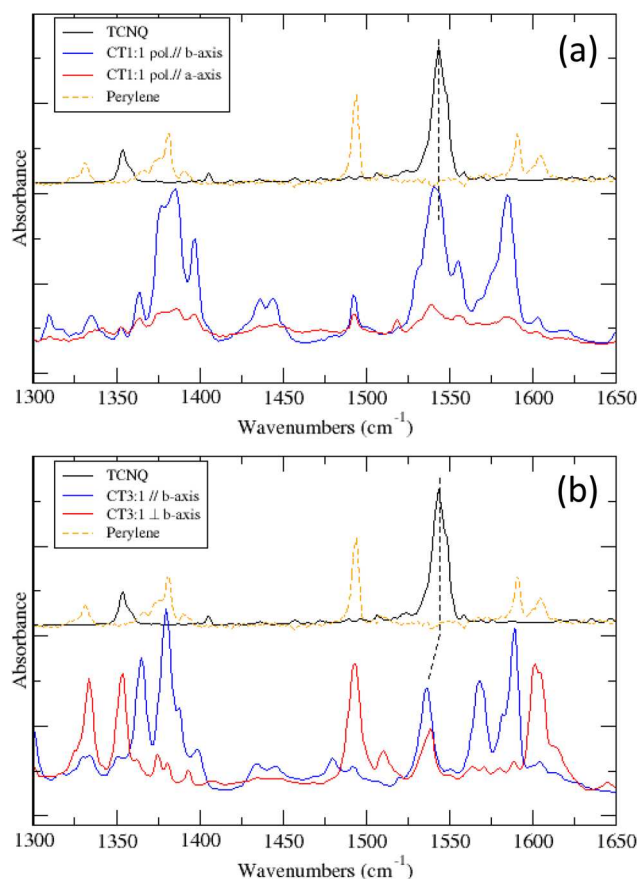 (a)
TCNQ
CT1:1 pol.// b-axis
CT1:1 pol.// a-axis
Perylene
Absorbance
1300 1350 1400 1450 1500 1550 1600 1650
Wavenumbers (cm⁻¹)
(b)
TCNQ
CT3:1 // b-axis
CT3:1 ⊥ b-axis
Perylene
Absorbance
1300 1350 1400 1450 1500 1550 1600 1650
Wavenumbers (cm⁻¹)